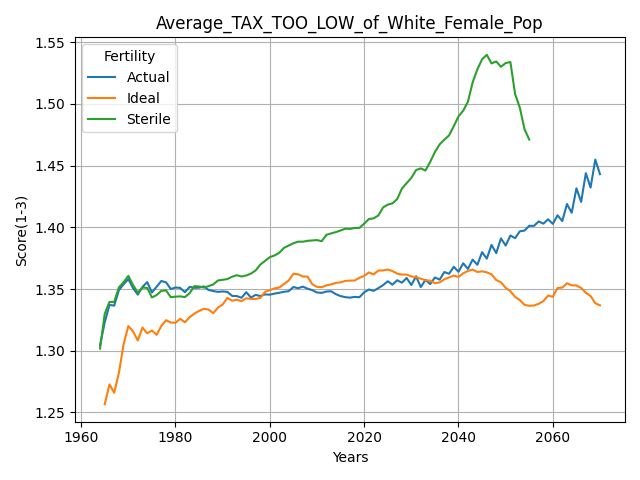 Average_TAX_TOO_LOW_of_White_Female_Pop
Fertility
Actual
Ideal
Sterile
Score(1-3)
1.55
1.50
1.45
1.40
1.35
1.30
1.25
1960
1980
2000
2020
2040
2060
Years